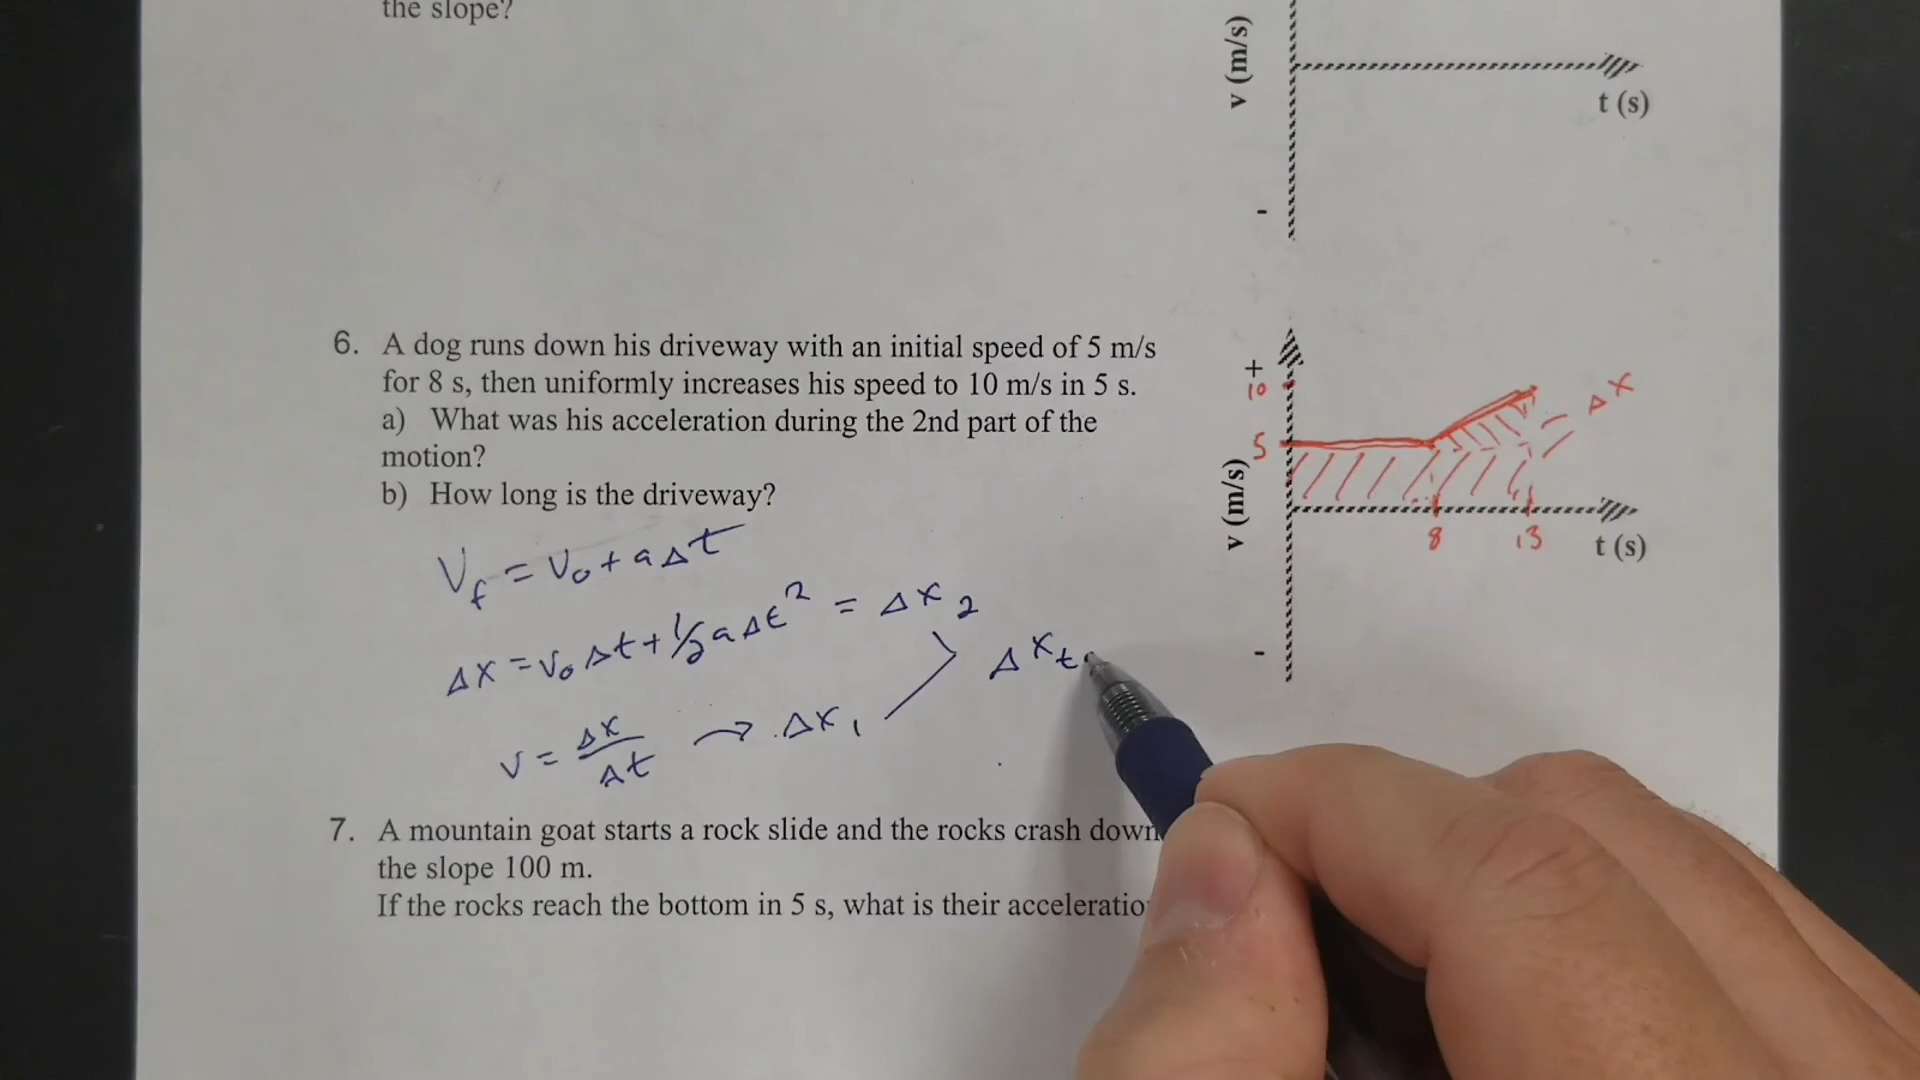 the slope?
v (m/s)
t (s)
-
6. A dog runs down his driveway with an initial speed of 5 m/s
for 8 s, then uniformly increases his speed to 10 m/s in 5 s.
a) What was his acceleration during the 2nd part of the
motion?
b) How long is the driveway?
+
10
5
v (m/s)
8
13
t (s)
Δx
-
Vf = V₀ + aΔt
Δx = v₀Δt + 1/2 aΔt² = Δx₂
v = Δx/Δt → Δx₁
Δx
7. A mountain goat starts a rock slide and the rocks crash down
the slope 100 m.
If the rocks reach the bottom in 5 s, what is their